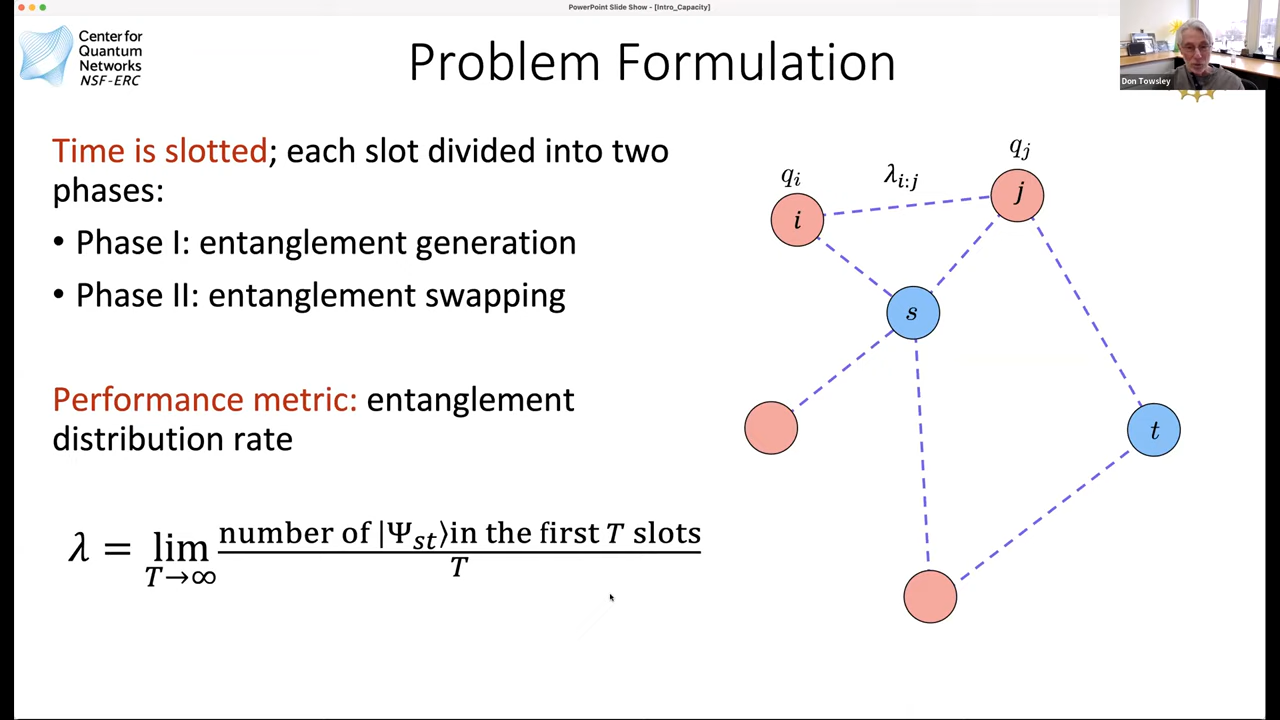 PowerPoint Slide Show - [Intro_Capacity]
Center for
Quantum
Networks
NSF-ERC
Problem Formulation
Don Towsley
Time is slotted; each slot divided into two
phases:
• Phase I: entanglement generation
• Phase II: entanglement swapping
Performance metric: entanglement
distribution rate
λ = lim T→∞ number of |Ψst⟩in the first T slots / T
qi
λi:j
qj
i
j
s
t